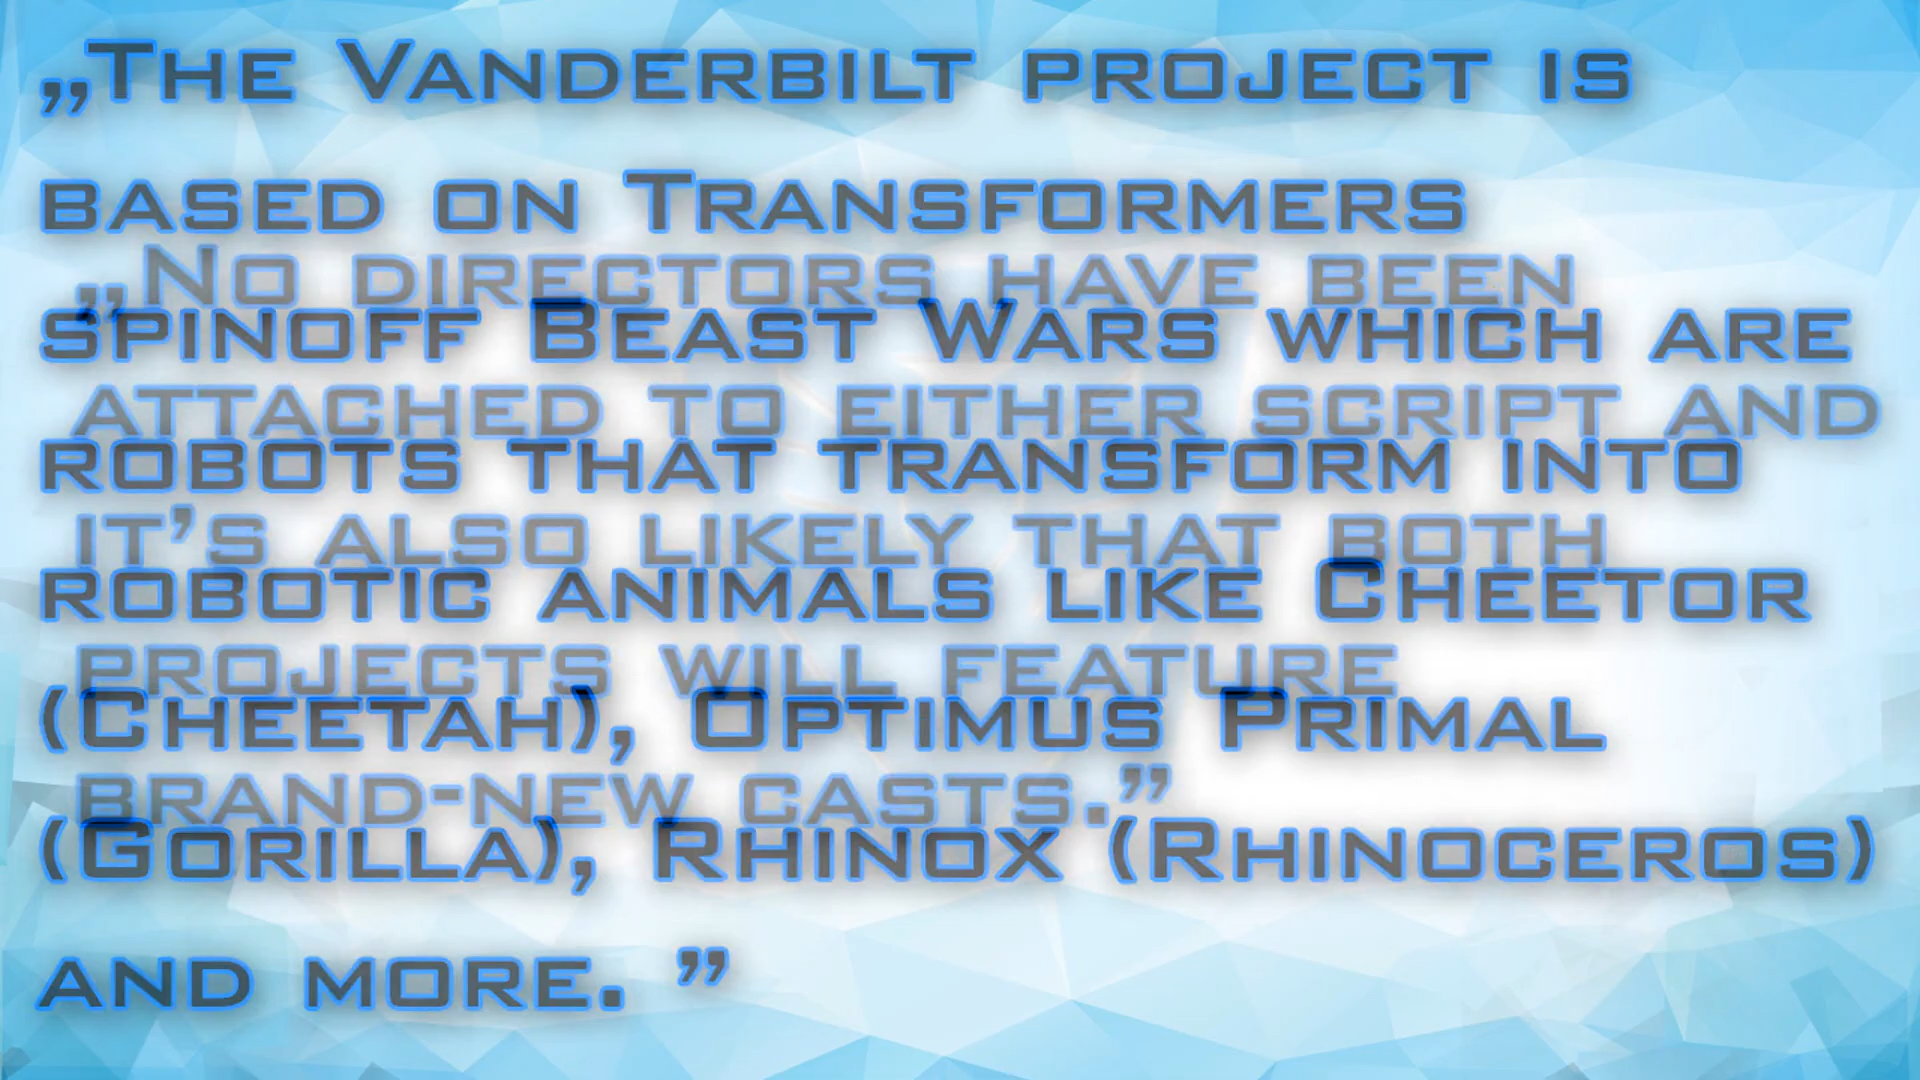 „The Vanderbilt project is
based on Transformers
„No directors have been
spinoff Beast Wars which are
attached to either script and
robots that transform into
it’s also likely that both
robotic animals like Cheetor
projects will feature
(Cheetah), Optimus Primal
brand-new casts.”
(Gorilla), Rhinox (Rhinoceros)
and more. ”